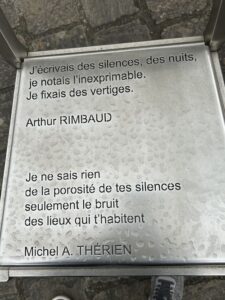 J'écrivais des silences, des nuits,
je notais l'inexprimable.
Je fixais des vertiges.
Arthur RIMBAUD
Je ne sais rien
de la porosité de tes silences
seulement le bruit
des lieux qui t'habitent
Michel A. THÉRIEN